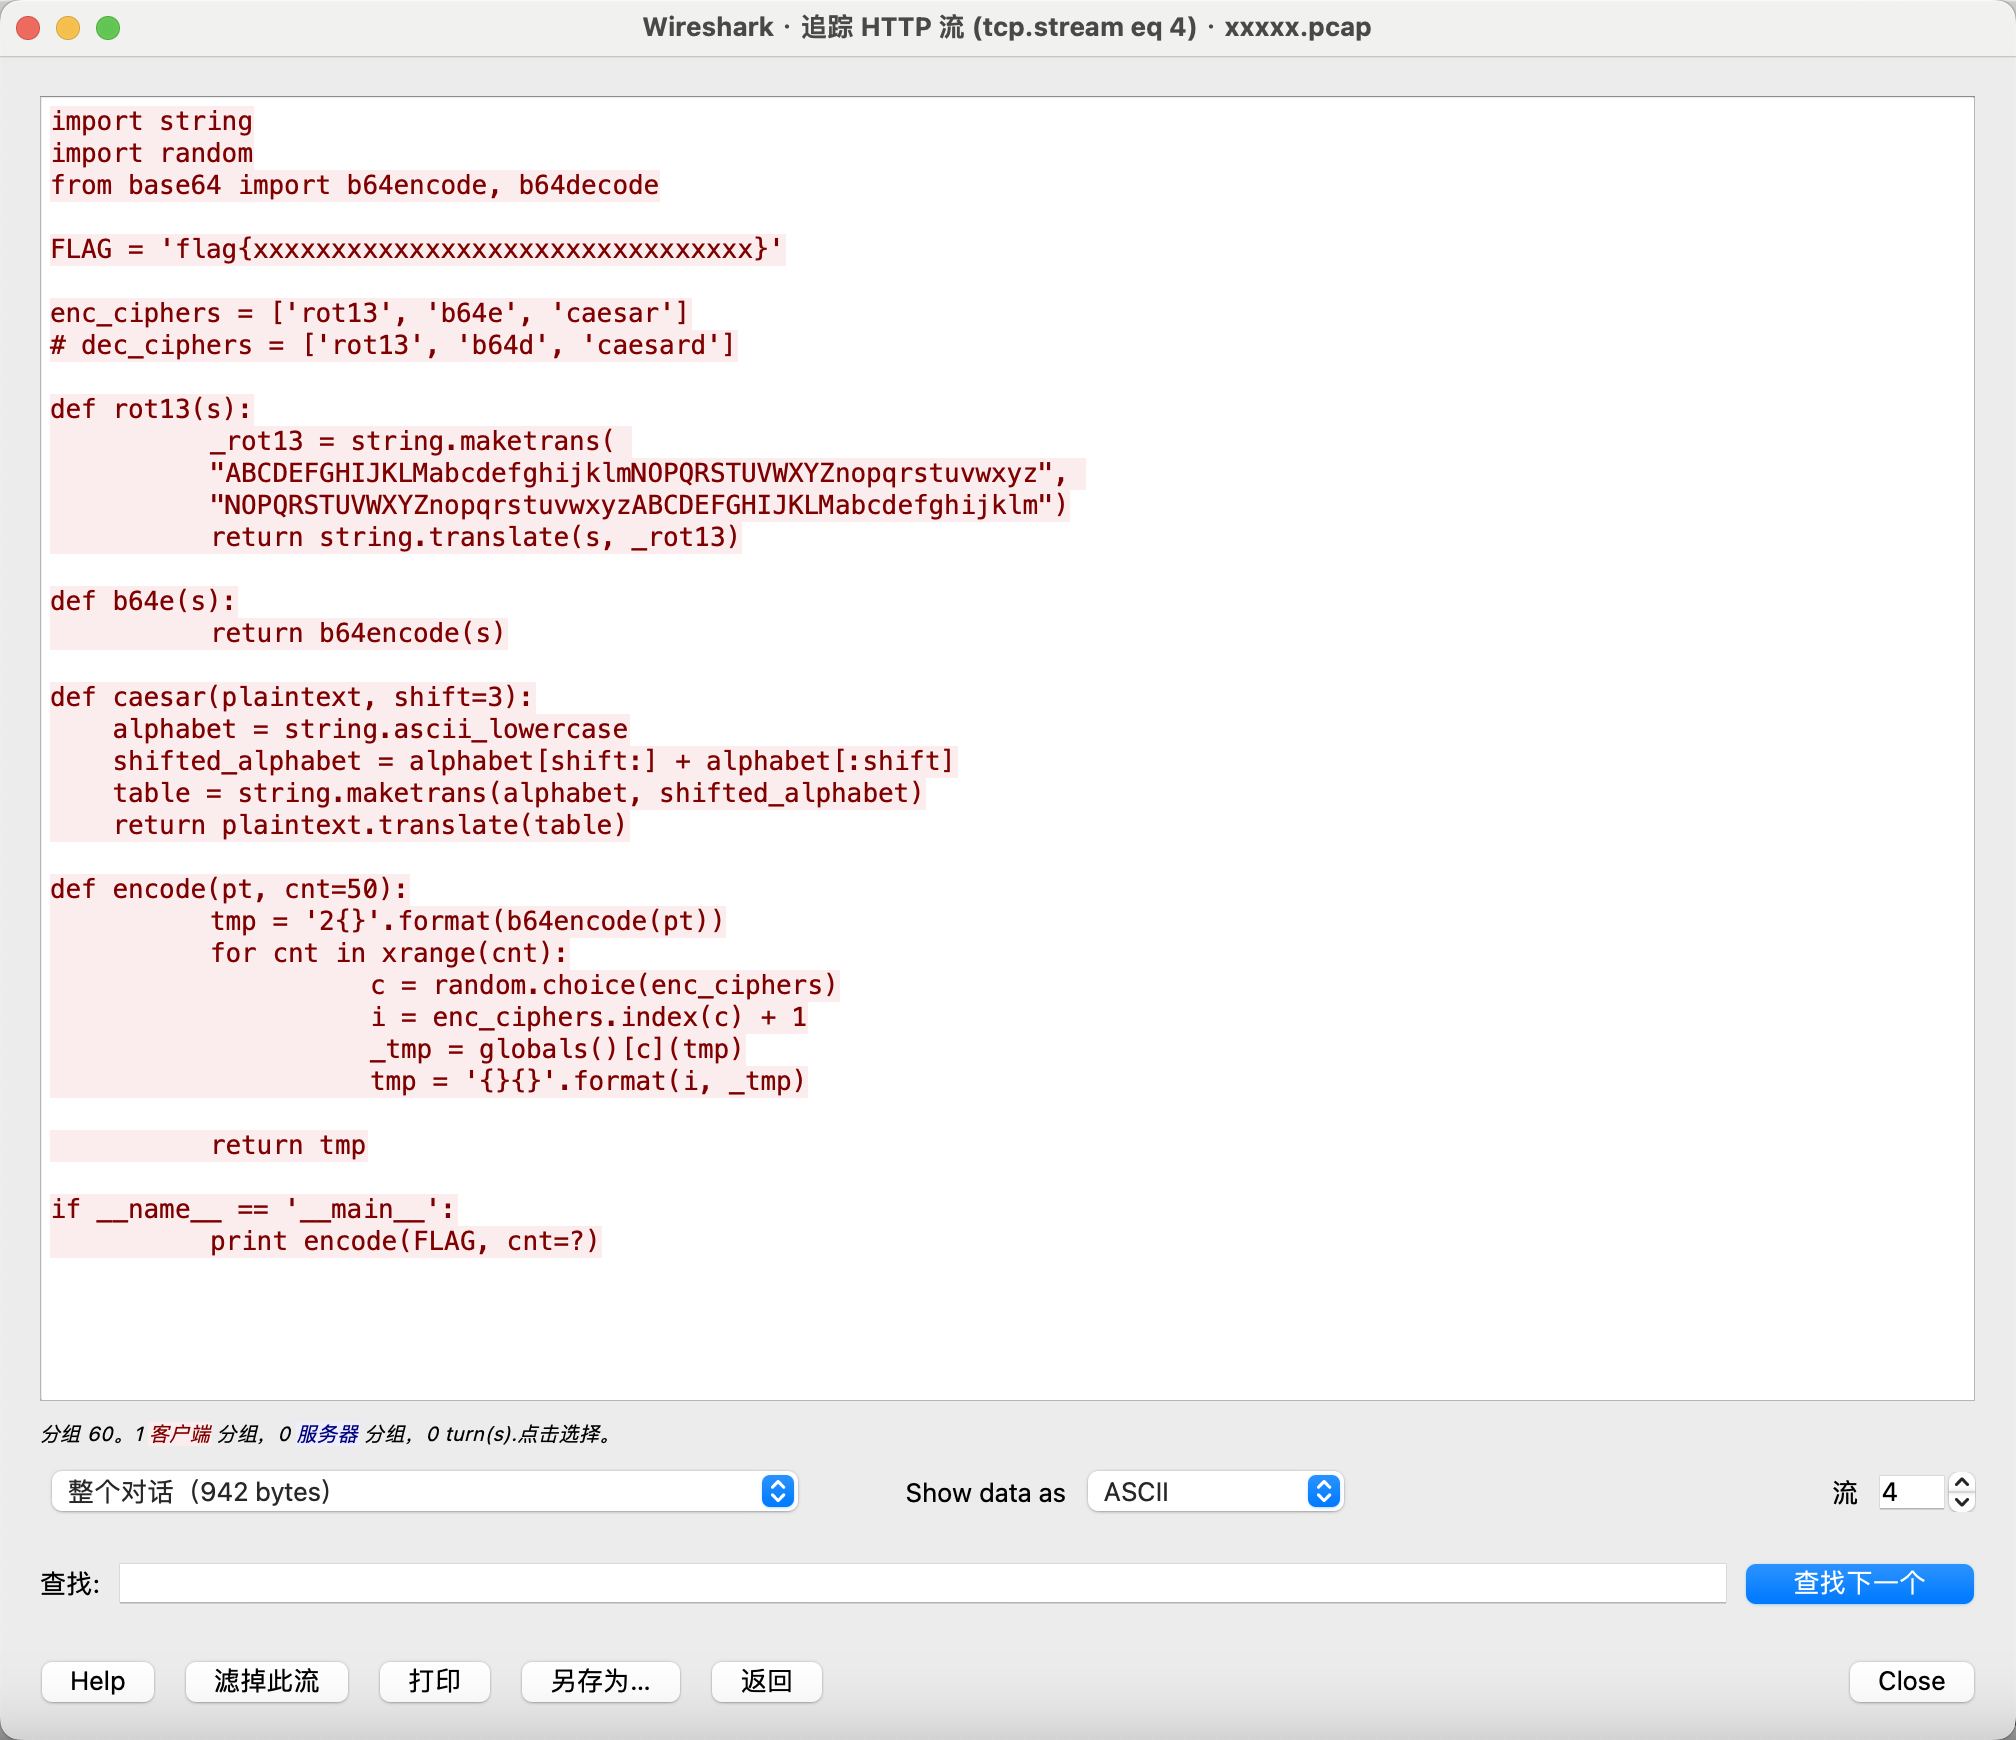 Wireshark · 追踪 HTTP 流 (tcp.stream eq 4) · xxxxx.pcap
import string
import random
from base64 import b64encode, b64decode
FLAG = 'flag{xxxxxxxxxxxxxxxxxxxxxxxxxxxxxxxx}'
enc_ciphers = ['rot13', 'b64e', 'caesar']
# dec_ciphers = ['rot13', 'b64d', 'caesard']
def rot13(s):
_rot13 = string.maketrans(
"ABCDEFGHIJKLMabcdefghijklmNOPQRSTUVWXYZnopqrstuvwxyz",
"NOPQRSTUVWXYZnopqrstuvwxyzABCDEFGHIJKLMabcdefghijklm")
return string.translate(s, _rot13)
def b64e(s):
return b64encode(s)
def caesar(plaintext, shift=3):
alphabet = string.ascii_lowercase
shifted_alphabet = alphabet[shift:] + alphabet[:shift]
table = string.maketrans(alphabet, shifted_alphabet)
return plaintext.translate(table)
def encode(pt, cnt=50):
tmp = '2{}'.format(b64encode(pt))
for cnt in xrange(cnt):
c = random.choice(enc_ciphers)
i = enc_ciphers.index(c) + 1
_tmp = globals()[c](tmp)
tmp = '{}{}'.format(i, _tmp)
return tmp
if __name__ == '__main__':
print encode(FLAG, cnt=?)
分组 60。1 客户端 分组，0 服务器 分组，0 turn(s).点击选择。
整个对话（942 bytes） Show data as ASCII 流 4
查找: 查找下一个
Help 滤掉此流 打印 另存为... 返回 Close